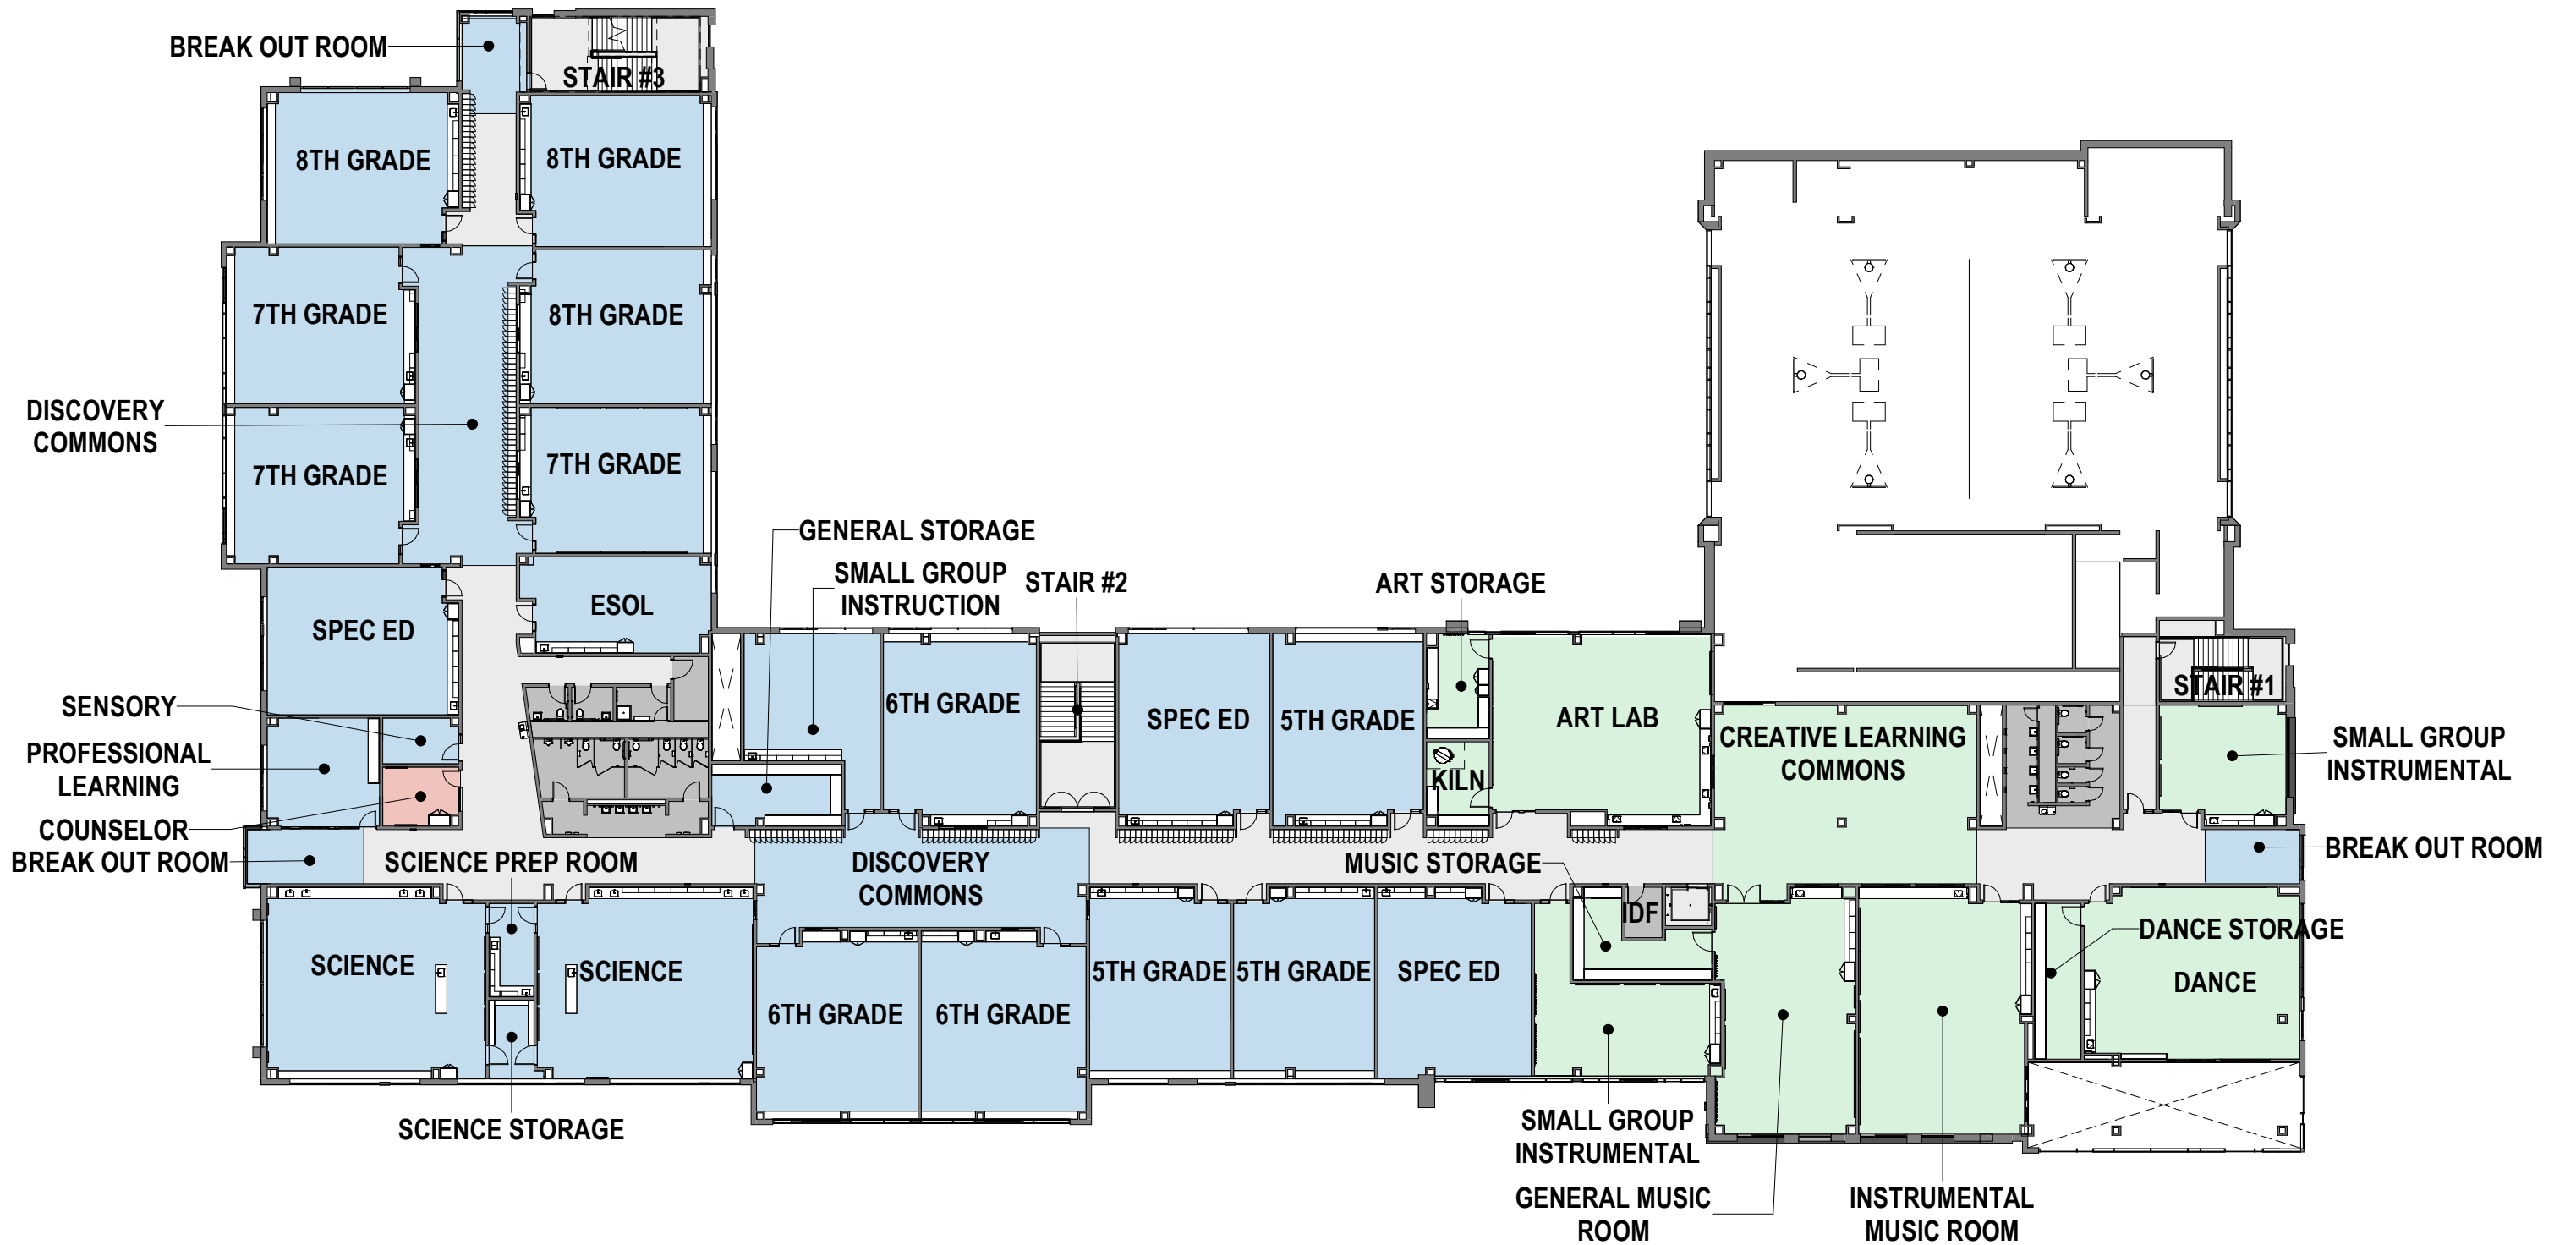 BREAK OUT ROOM
STAIR #3
8TH GRADE
8TH GRADE
7TH GRADE
8TH GRADE
DISCOVERY
COMMONS
7TH GRADE
7TH GRADE
GENERAL STORAGE
SMALL GROUP
INSTRUCTION
STAIR #2
ART STORAGE
SPEC ED
ESOL
SENSORY
PROFESSIONAL
LEARNING
COUNSELOR
BREAK OUT ROOM
6TH GRADE
SPEC ED
5TH GRADE
ART LAB
KILN
CREATIVE LEARNING
COMMONS
STAIR #1
SMALL GROUP
INSTRUMENTAL
SCIENCE PREP ROOM
DISCOVERY
COMMONS
MUSIC STORAGE
BREAK OUT ROOM
IDF
SCIENCE
SCIENCE
6TH GRADE
6TH GRADE
5TH GRADE
5TH GRADE
SPEC ED
DANCE STORAGE
DANCE
SCIENCE STORAGE
SMALL GROUP
INSTRUMENTAL
GENERAL MUSIC
ROOM
INSTRUMENTAL
MUSIC ROOM